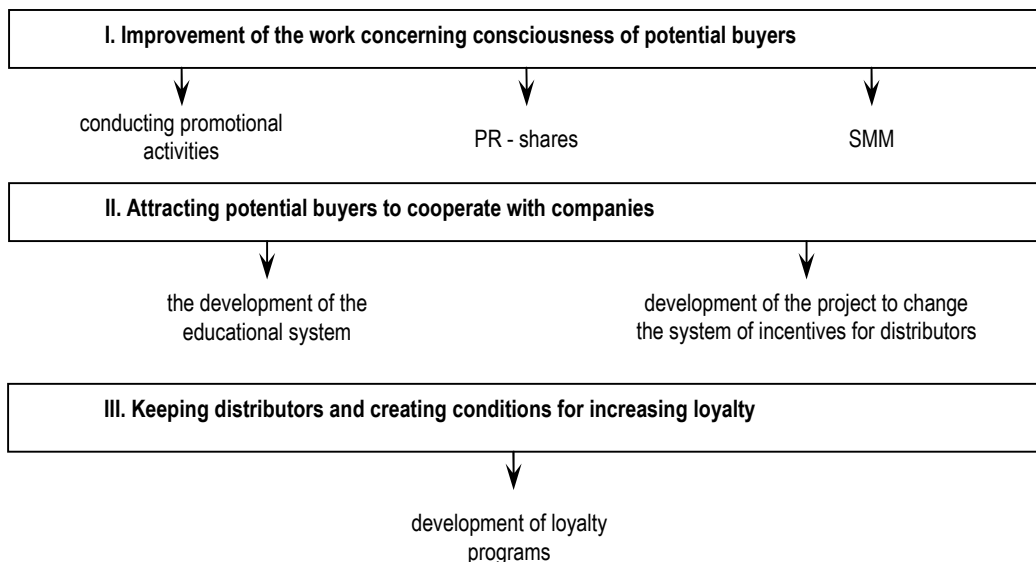 I. Improvement of the work concerning consciousness of potential buyers
conducting promotional
activities
PR - shares
SMM
II. Attracting potential buyers to cooperate with companies
the development of the
educational system
development of the project to change
the system of incentives for distributors
III. Keeping distributors and creating conditions for increasing loyalty
development of loyalty
programs